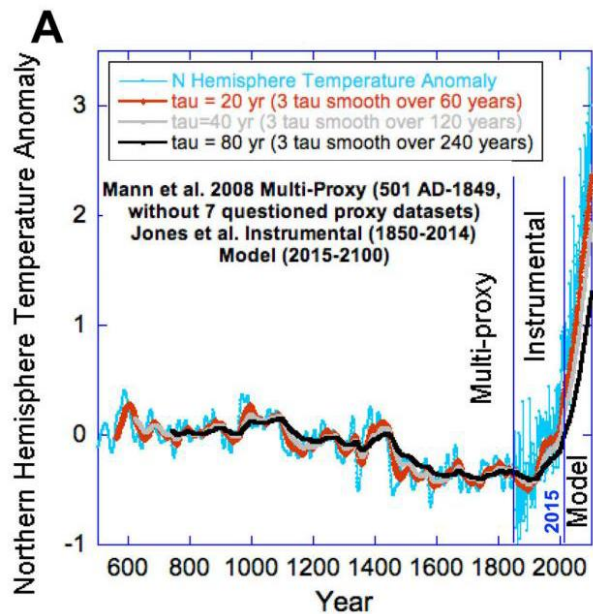 A
Northern Hemisphere Temperature Anomaly
3
2
1
0
-1
N Hemisphere Temperature Anomaly
tau = 20 yr (3 tau smooth over 60 years)
tau=40 yr (3 tau smooth over 120 years)
tau = 80 yr (3 tau smooth over 240 years)
Mann et al. 2008 Multi-Proxy (501 AD-1849,
without 7 questioned proxy datasets)
Jones et al. Instrumental (1850-2014)
Model (2015-2100)
Multi-proxy
Instrumental
2015
Model
600 800 1000 1200 1400 1600 1800 2000
Year